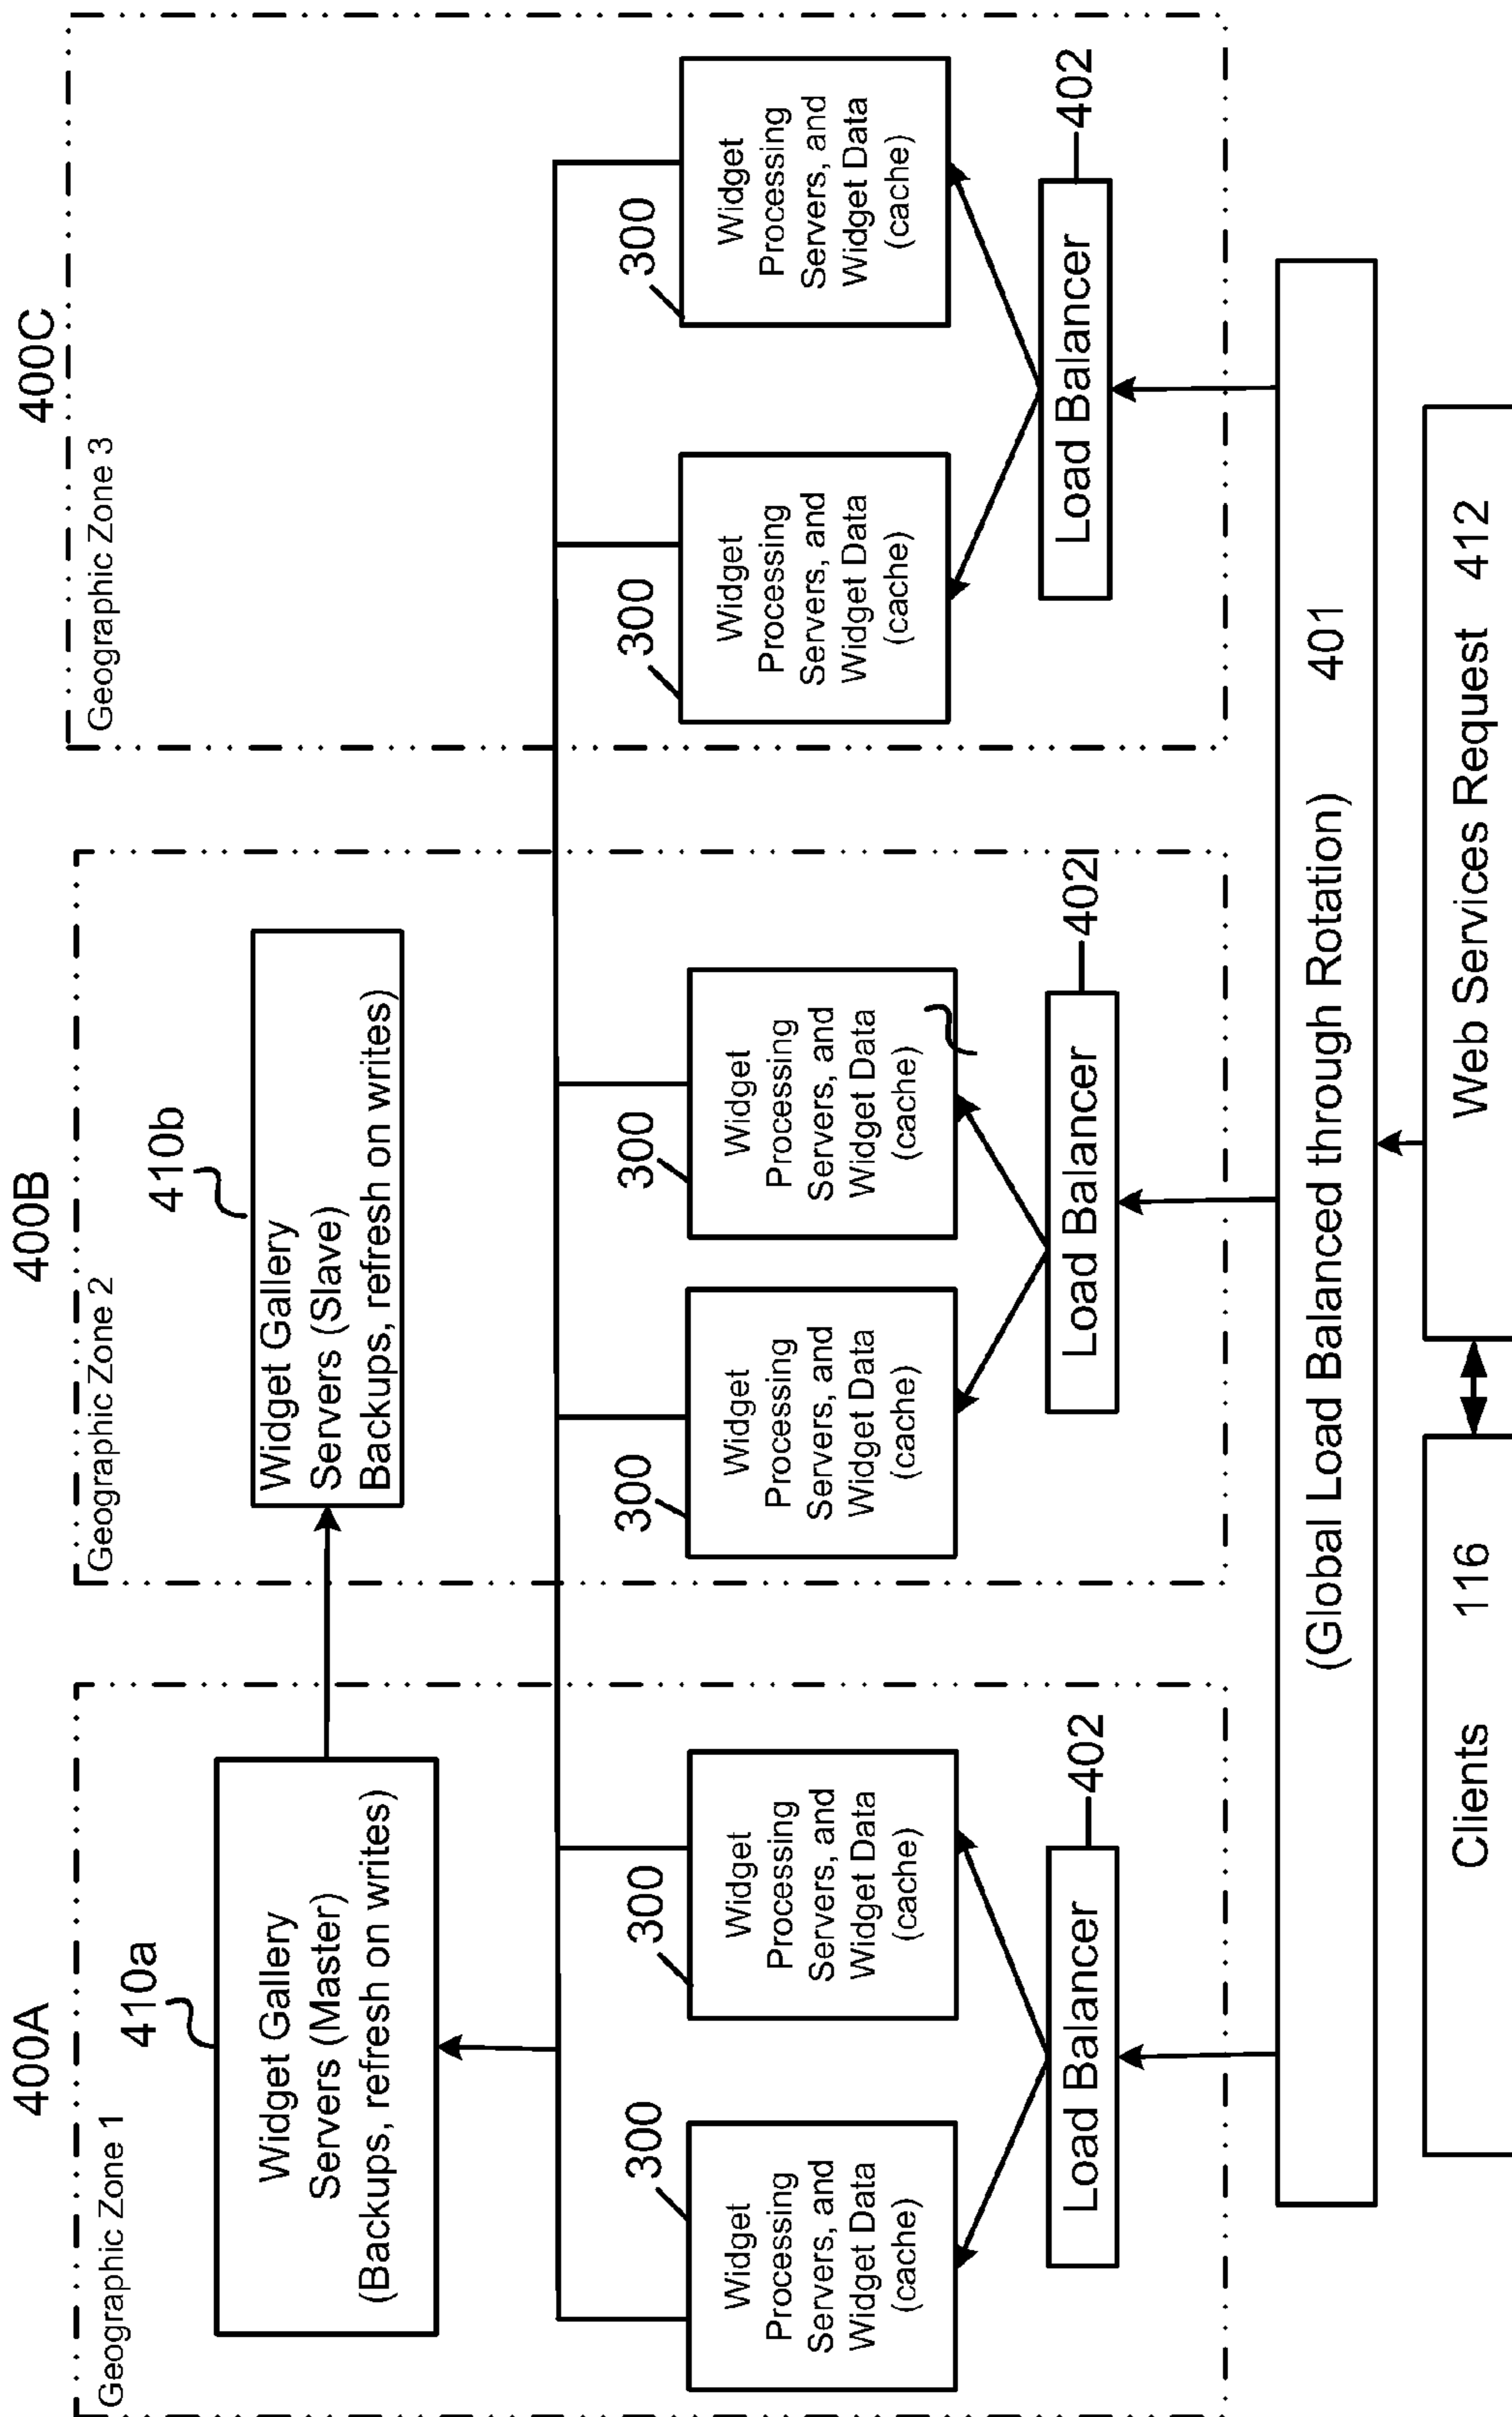 400A
400B
400C
Geographic Zone 1
Geographic Zone 2
Geographic Zone 3
410a
Widget Gallery
Servers (Master)
(Backups, refresh on writes)
410b
Widget Gallery
Servers (Slave)
Backups, refresh on writes)
300
Widget
Processing
Servers, and
Widget Data
(cache)
300
Widget
Processing
Servers, and
Widget Data
(cache)
300
Widget
Processing
Servers, and
Widget Data
(cache)
300
Widget
Processing
Servers, and
Widget Data
(cache)
300
Widget
Processing
Servers, and
Widget Data
(cache)
300
Widget
Processing
Servers, and
Widget Data
(cache)
Load Balancer
402
Load Balancer
402
Load Balancer
402
(Global Load Balanced through Rotation) 401
Clients 116
Web Services Request 412